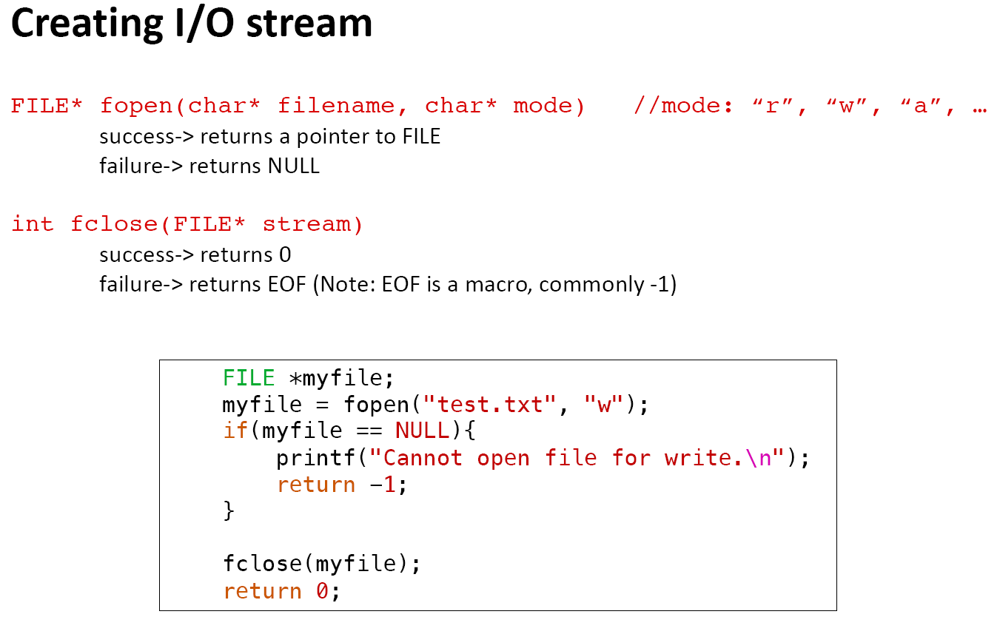 Creating I/O stream
FILE* fopen(char* filename, char* mode)   //mode: “r”, “w”, “a”, …
success-> returns a pointer to FILE
failure-> returns NULL
int fclose(FILE* stream)
success-> returns 0
failure-> returns EOF (Note: EOF is a macro, commonly -1)
FILE *myfile;
myfile = fopen("test.txt", "w");
if(myfile == NULL){
    printf("Cannot open file for write.\n");
    return −1;
}
fclose(myfile);
return 0;